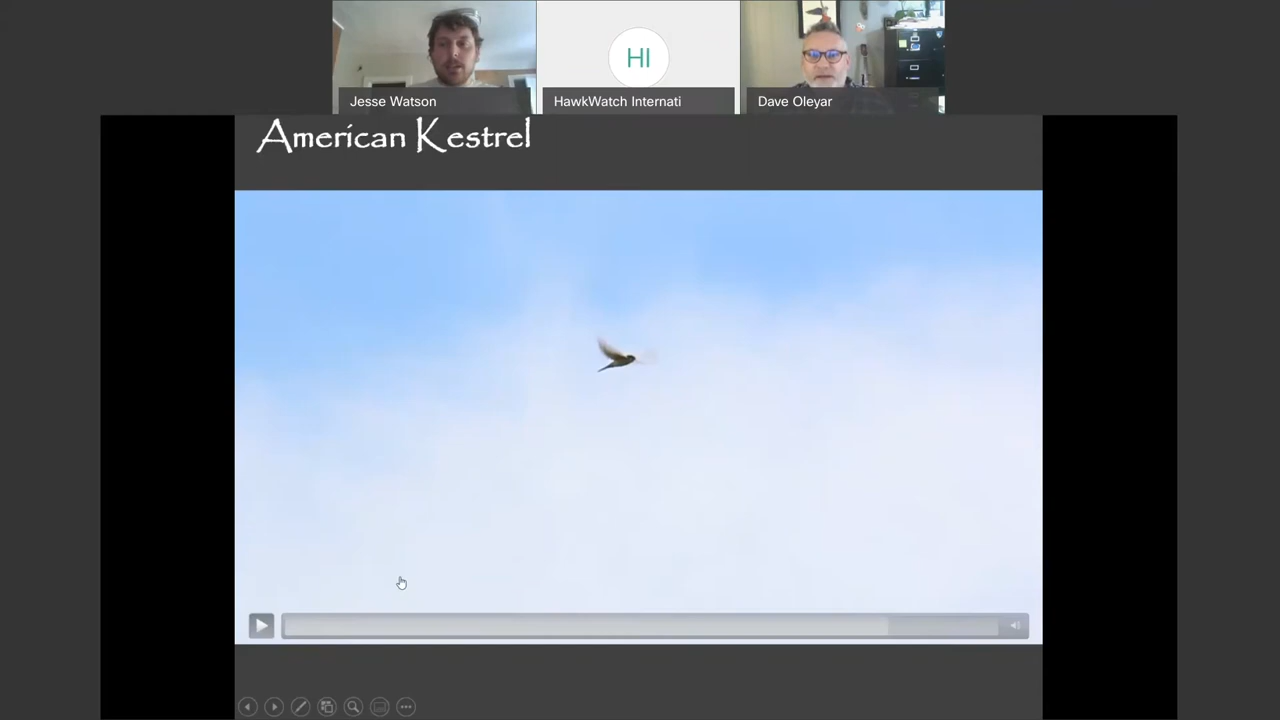 HI
Jesse Watson
HawkWatch Internati
Dave Oleyar
American Kestrel